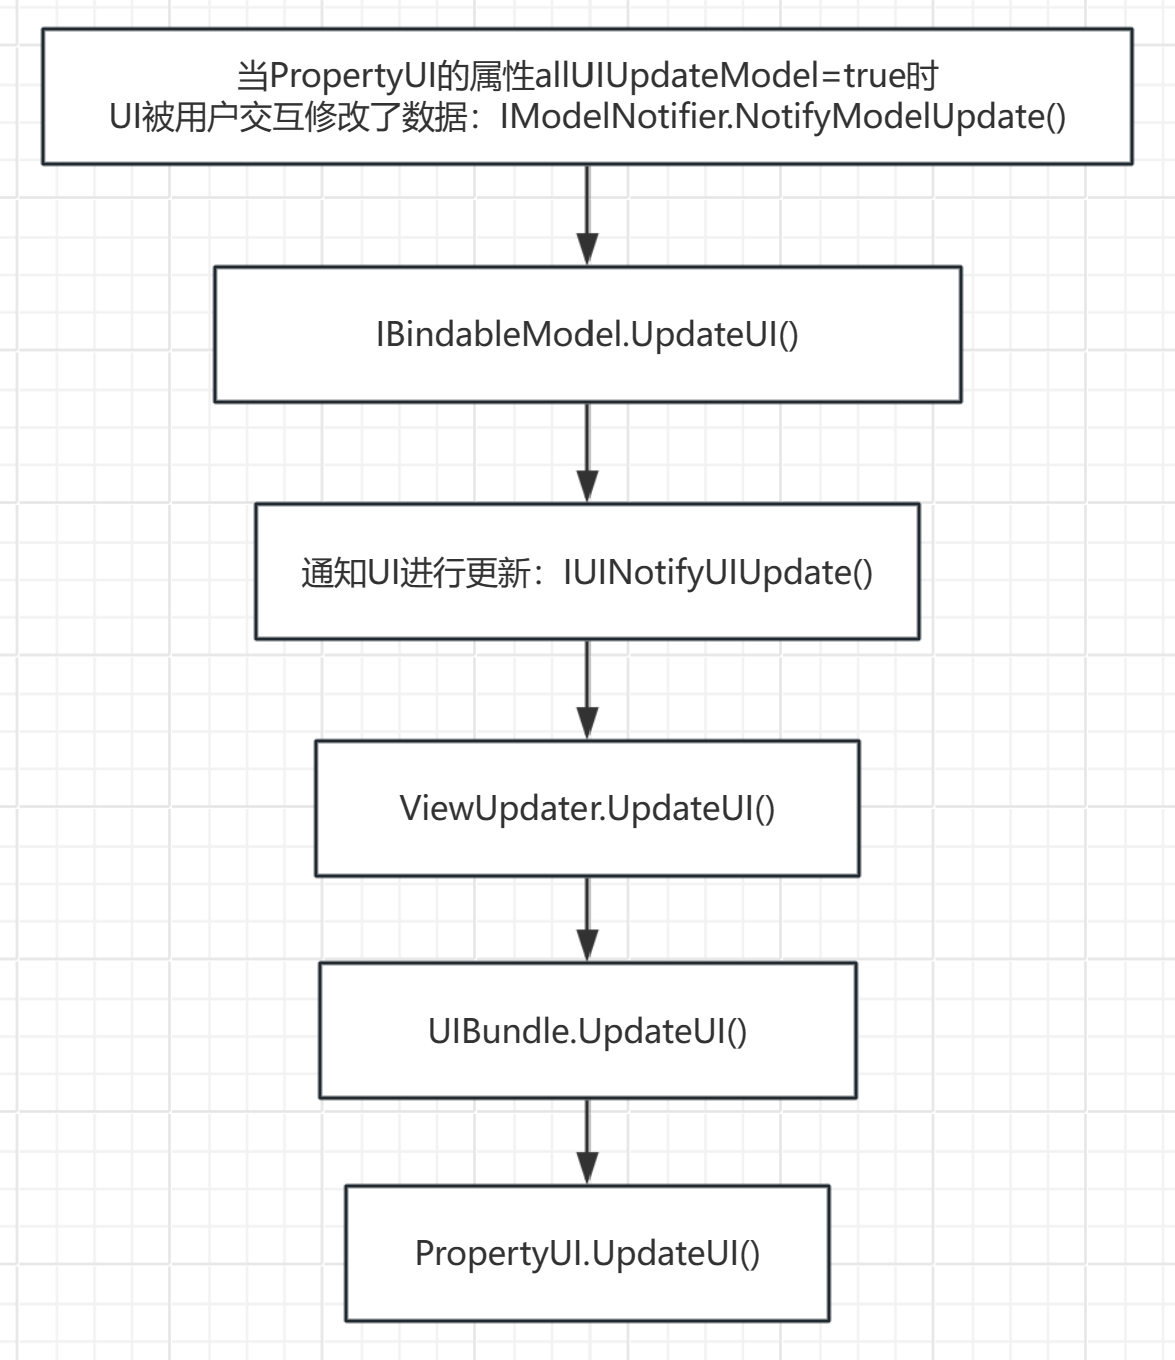 当PropertyUI的属性allUIUpdateModel=true时
UI被用户交互修改了数据：IModelNotifier.NotifyModelUpdate()
IBindableModel.UpdateUI()
通知UI进行更新：IUINotifyUIUpdate()
ViewUpdater.UpdateUI()
UIBundle.UpdateUI()
PropertyUI.UpdateUI()